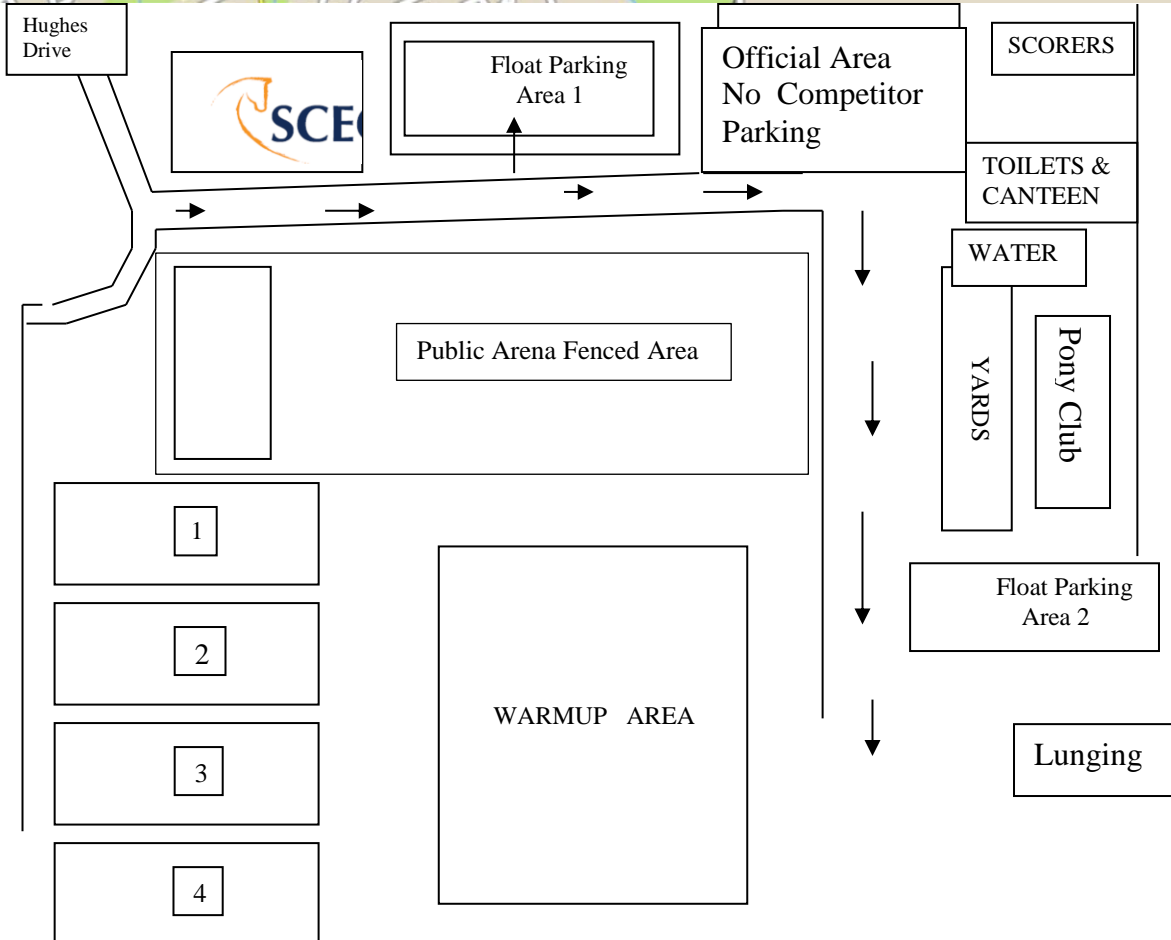 Hughes
Drive
Float Parking
Area 1
Official Area
No Competitor
Parking
SCORERS
TOILETS &
CANTEEN
WATER
Public Arena Fenced Area
YARDS
Pony Club
1
2
3
4
WARMUP AREA
Float Parking
Area 2
Lunging